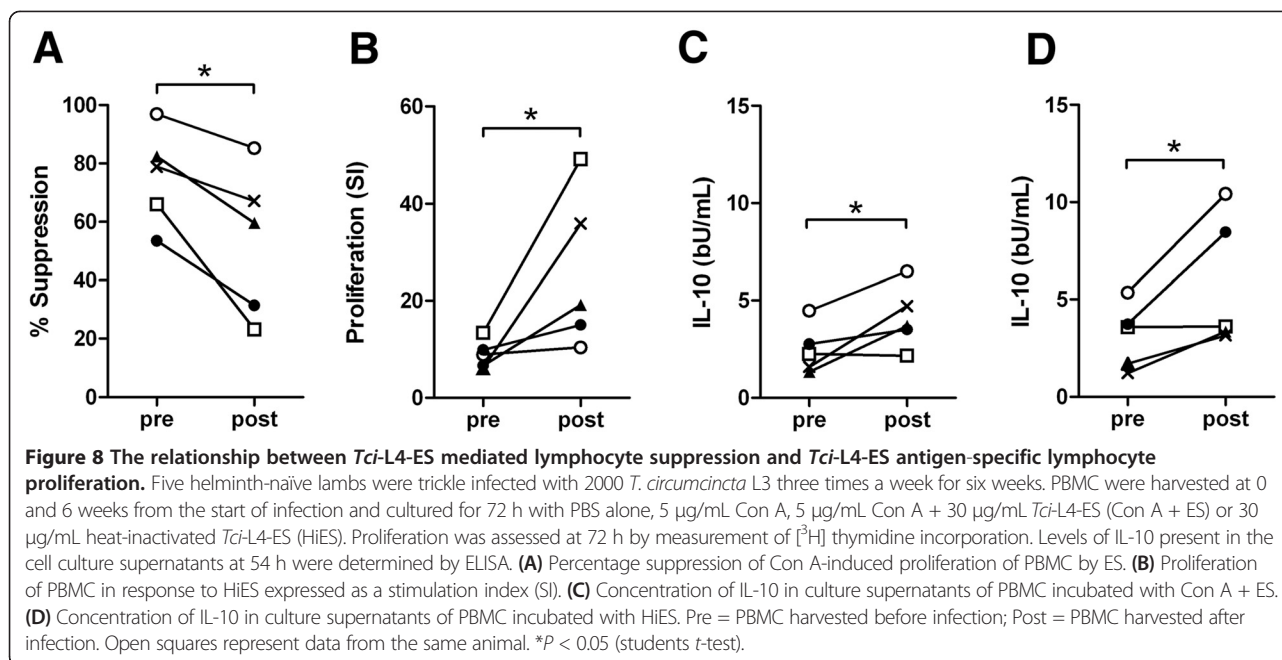 A
*
% Suppression
100
80
60
40
20
0
pre post
B
*
Proliferation (SI)
60
40
20
0
pre post
C
*
IL-10 (bU/mL)
15
10
5
0
pre post
D
*
IL-10 (bU/mL)
15
10
5
0
pre post
Figure 8 The relationship between Tci-L4-ES mediated lymphocyte suppression and Tci-L4-ES antigen-specific lymphocyte
proliferation. Five helminth-naïve lambs were trickle infected with 2000 T. circumcincta L3 three times a week for six weeks. PBMC were harvested at 0
and 6 weeks from the start of infection and cultured for 72 h with PBS alone, 5 μg/mL Con A, 5 μg/mL Con A + 30 μg/mL Tci-L4-ES (Con A + ES) or 30
μg/mL heat-inactivated Tci-L4-ES (HiES). Proliferation was assessed at 72 h by measurement of [³H] thymidine incorporation. Levels of IL-10 present in the
cell culture supernatants at 54 h were determined by ELISA. (A) Percentage suppression of Con A-induced proliferation of PBMC by ES. (B) Proliferation
of PBMC in response to HiES expressed as a stimulation index (SI). (C) Concentration of IL-10 in culture supernatants of PBMC incubated with Con A + ES.
(D) Concentration of IL-10 in culture supernatants of PBMC incubated with HiES. Pre = PBMC harvested before infection; Post = PBMC harvested after
infection. Open squares represent data from the same animal. *P < 0.05 (students t-test).